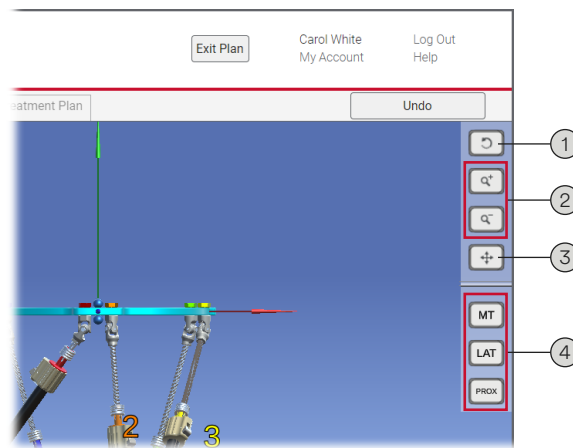 Exit Plan
Carol White
My Account
Log Out
Help
eatment Plan
Undo
1
2
3
4
MT
LAT
PROX
2
3